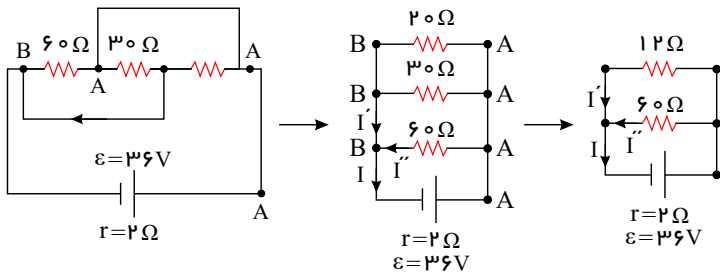 B ۶۰Ω ۳۰Ω A
A
ε=۳۶V
r=۲Ω
A
۲۰Ω
B A
۳۰Ω
B A
I′ ۶۰Ω
B A
I I″
r=۲Ω
ε=۳۶V
۱۲Ω
I′ ۶۰Ω
I I″
r=۲Ω
ε=۳۶V